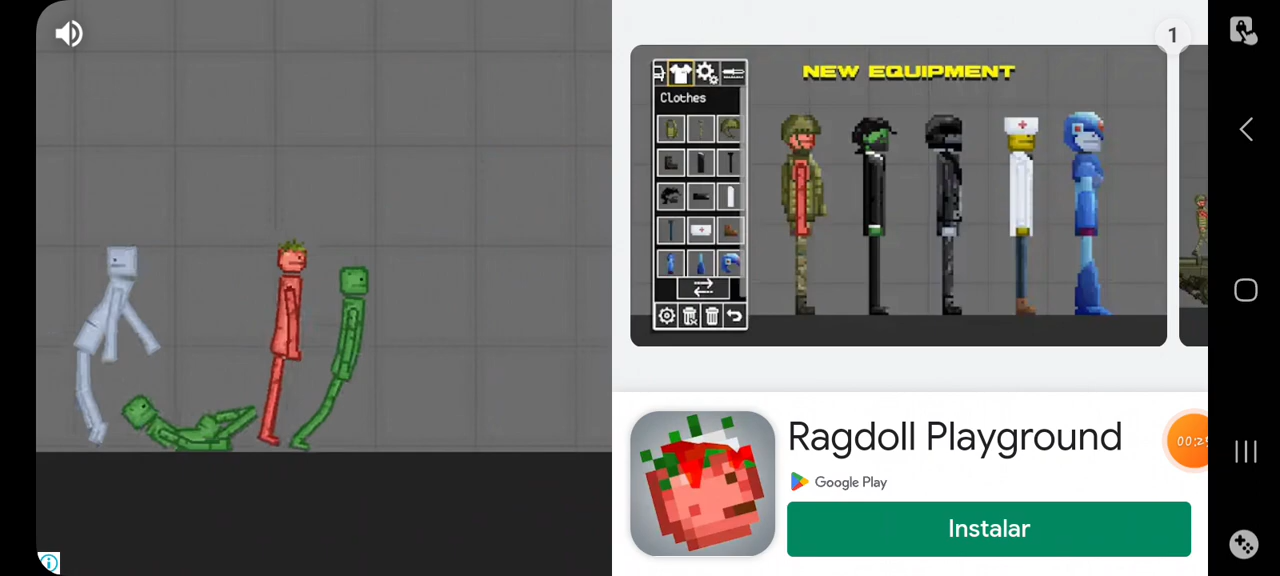 1
NEW EQUIPMENT
Clothes
Ragdoll Playground
Google Play
Instalar